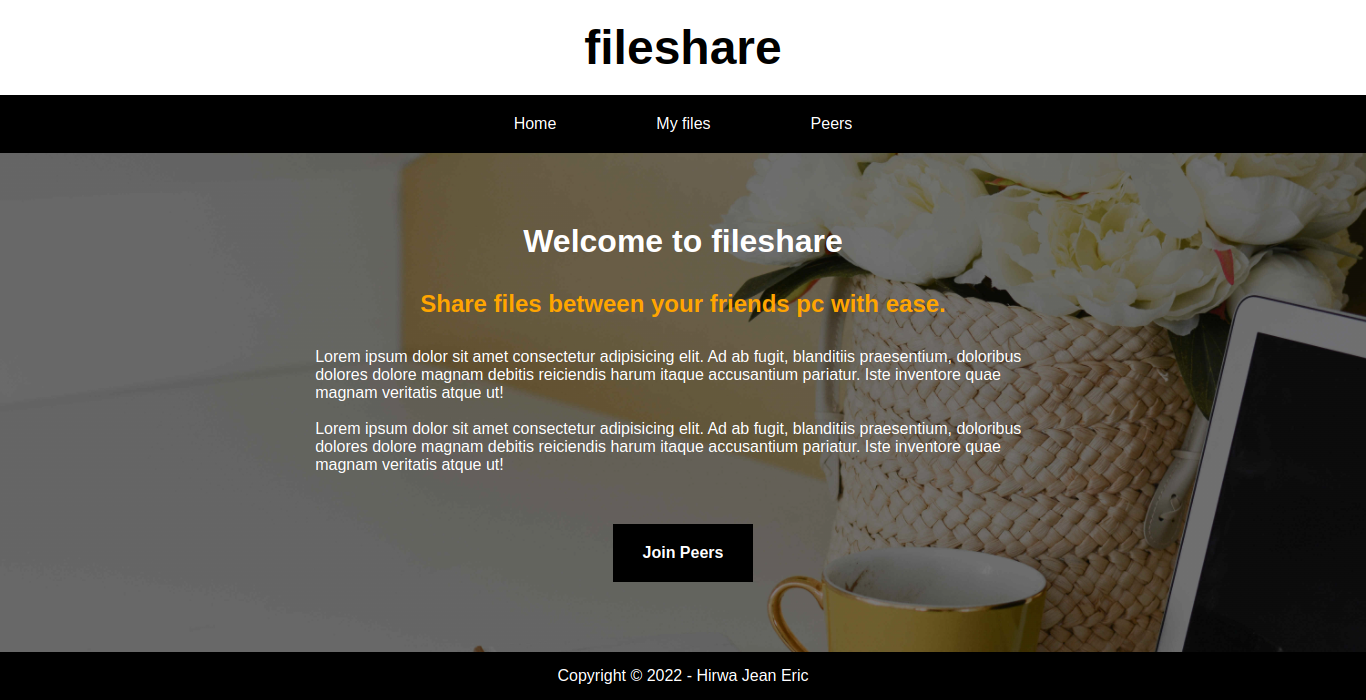 fileshare
Home My files Peers
Welcome to fileshare
Share files between your friends pc with ease.
Lorem ipsum dolor sit amet consectetur adipisicing elit. Ad ab fugit, blanditiis praesentium, doloribus
dolores dolore magnam debitis reiciendis harum itaque accusantium pariatur. Iste inventore quae
magnam veritatis atque ut!
Lorem ipsum dolor sit amet consectetur adipisicing elit. Ad ab fugit, blanditiis praesentium, doloribus
dolores dolore magnam debitis reiciendis harum itaque accusantium pariatur. Iste inventore quae
magnam veritatis atque ut!
Join Peers
Copyright © 2022 - Hirwa Jean Eric